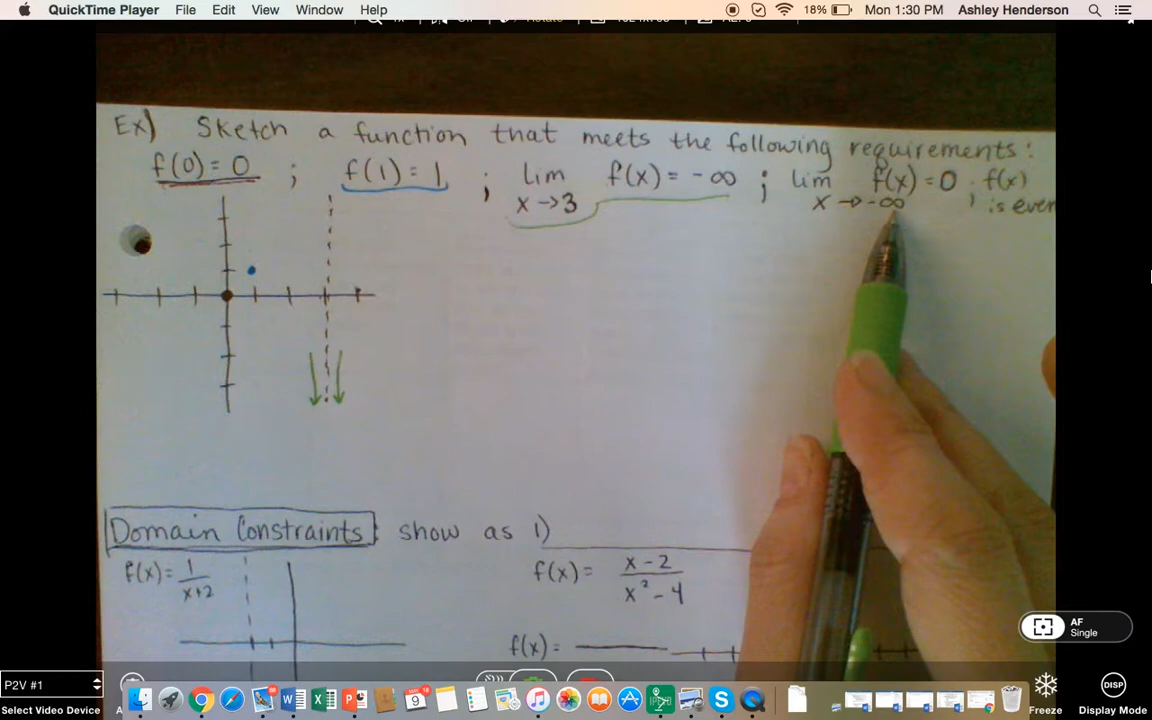 QuickTime Player File Edit View Window Help 18% Mon 1:30 PM Ashley Henderson
Ex) Sketch a function that meets the following requirements:
f(0) = 0 ; f(1) = 1 ; lim f(x) = -∞ ; lim f(x) = 0 , f(x)
x → 3 x → -∞ is even
Domain Constraints: show as 1)
f(x) = 1/(x+2) f(x) = (x-2)/(x²-4)
f(x) =
AF
Single
P2V #1
Select Video Device
Freeze
DISP
Display Mode